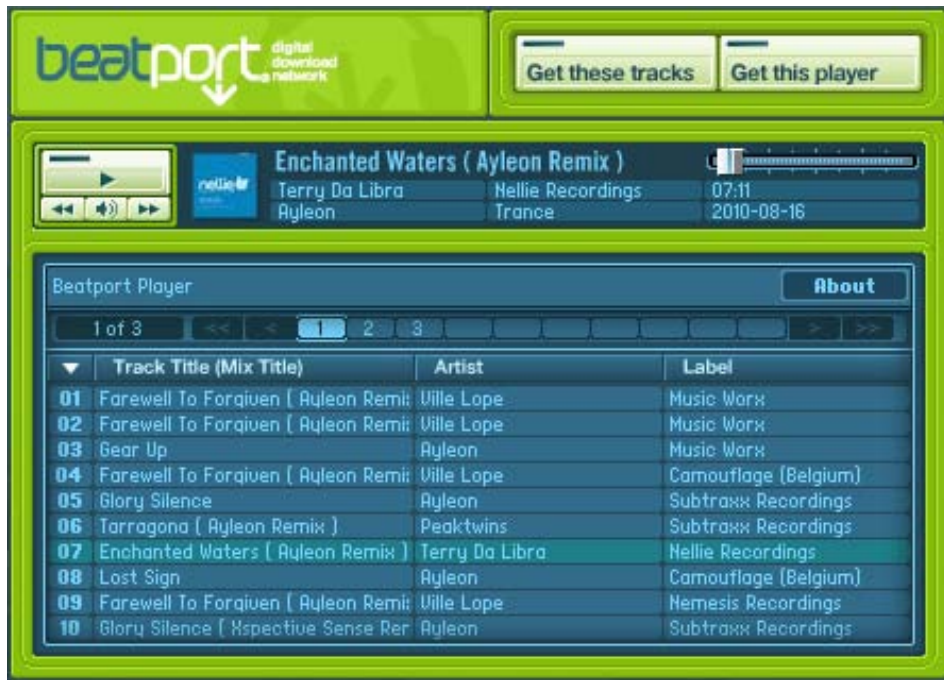 beatport. digital download network
Get these tracks
Get this player
Enchanted Waters ( Ayleon Remix )
nellie
Terry Da Libra Nellie Recordings 07:11
Ayleon Trance 2010-08-16
Beatport Player About
1 of 3 << < 1 2 3 > >>
Track Title (Mix Title) Artist Label
01 Farewell To Forgiven ( Ayleon Remi Ville Lope Music Worx
02 Farewell To Forgiven ( Ayleon Remi Ville Lope Music Worx
03 Gear Up Ayleon Music Worx
04 Farewell To Forgiven ( Ayleon Remi Ville Lope Camouflage (Belgium)
05 Glory Silence Ayleon Subtraxx Recordings
06 Tarragona ( Ayleon Remix ) Peaktwins Subtraxx Recordings
07 Enchanted Waters ( Ayleon Remix ) Terry Da Libra Nellie Recordings
08 Lost Sign Ayleon Camouflage (Belgium)
09 Farewell To Forgiven ( Ayleon Remi Ville Lope Nemesis Recordings
10 Glory Silence ( Xspective Sense Rer Ayleon Subtraxx Recordings